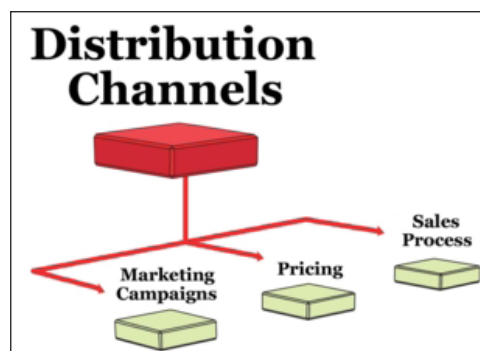 Distribution
Channels
Sales
Process
Pricing
Marketing
Campaigns